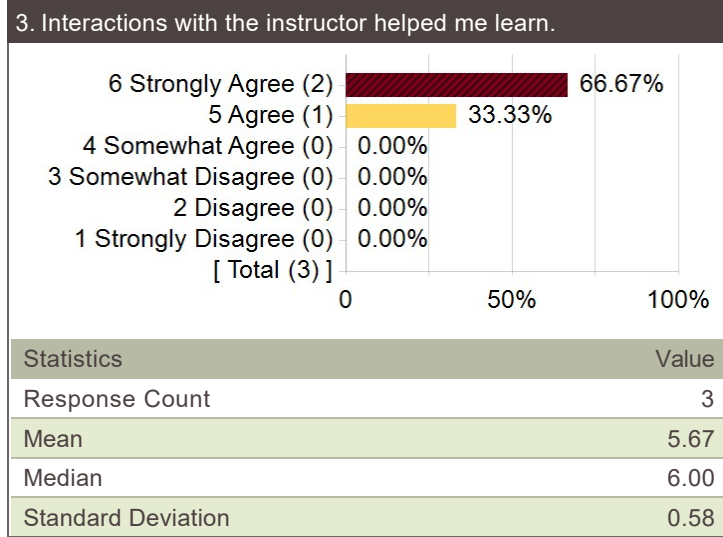 3. Interactions with the instructor helped me learn.
6 Strongly Agree (2) 66.67%
5 Agree (1) 33.33%
4 Somewhat Agree (0) 0.00%
3 Somewhat Disagree (0) 0.00%
2 Disagree (0) 0.00%
1 Strongly Disagree (0) 0.00%
[ Total (3) ]
0 50% 100%
Statistics Value
Response Count 3
Mean 5.67
Median 6.00
Standard Deviation 0.58